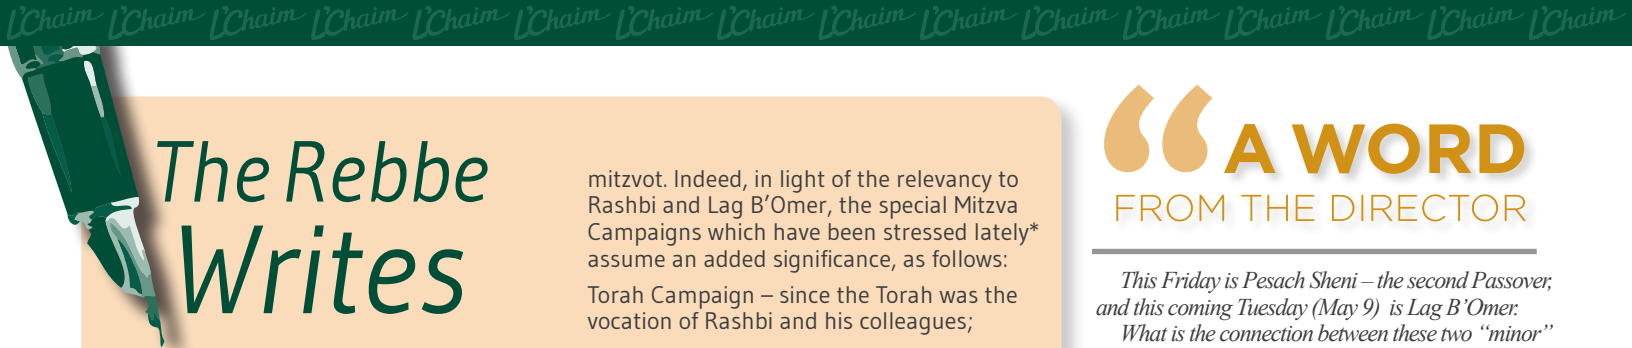 L'Chaim L'Chaim L'Chaim L'Chaim L'Chaim L'Chaim L'Chaim L'Chaim L'Chaim L'Chaim L'Chaim L'Chaim L'Chaim L'Chaim L'Chaim L'Chaim
The Rebbe
Writes
mitzvot. Indeed, in light of the relevancy to
Rashbi and Lag B’Omer, the special Mitzva
Campaigns which have been stressed lately*
assume an added significance, as follows:
Torah Campaign – since the Torah was the
vocation of Rashbi and his colleagues;
“A WORD
FROM THE DIRECTOR
This Friday is Pesach Sheni – the second Passover,
and this coming Tuesday (May 9) is Lag B’Omer.
What is the connection between these two “minor”